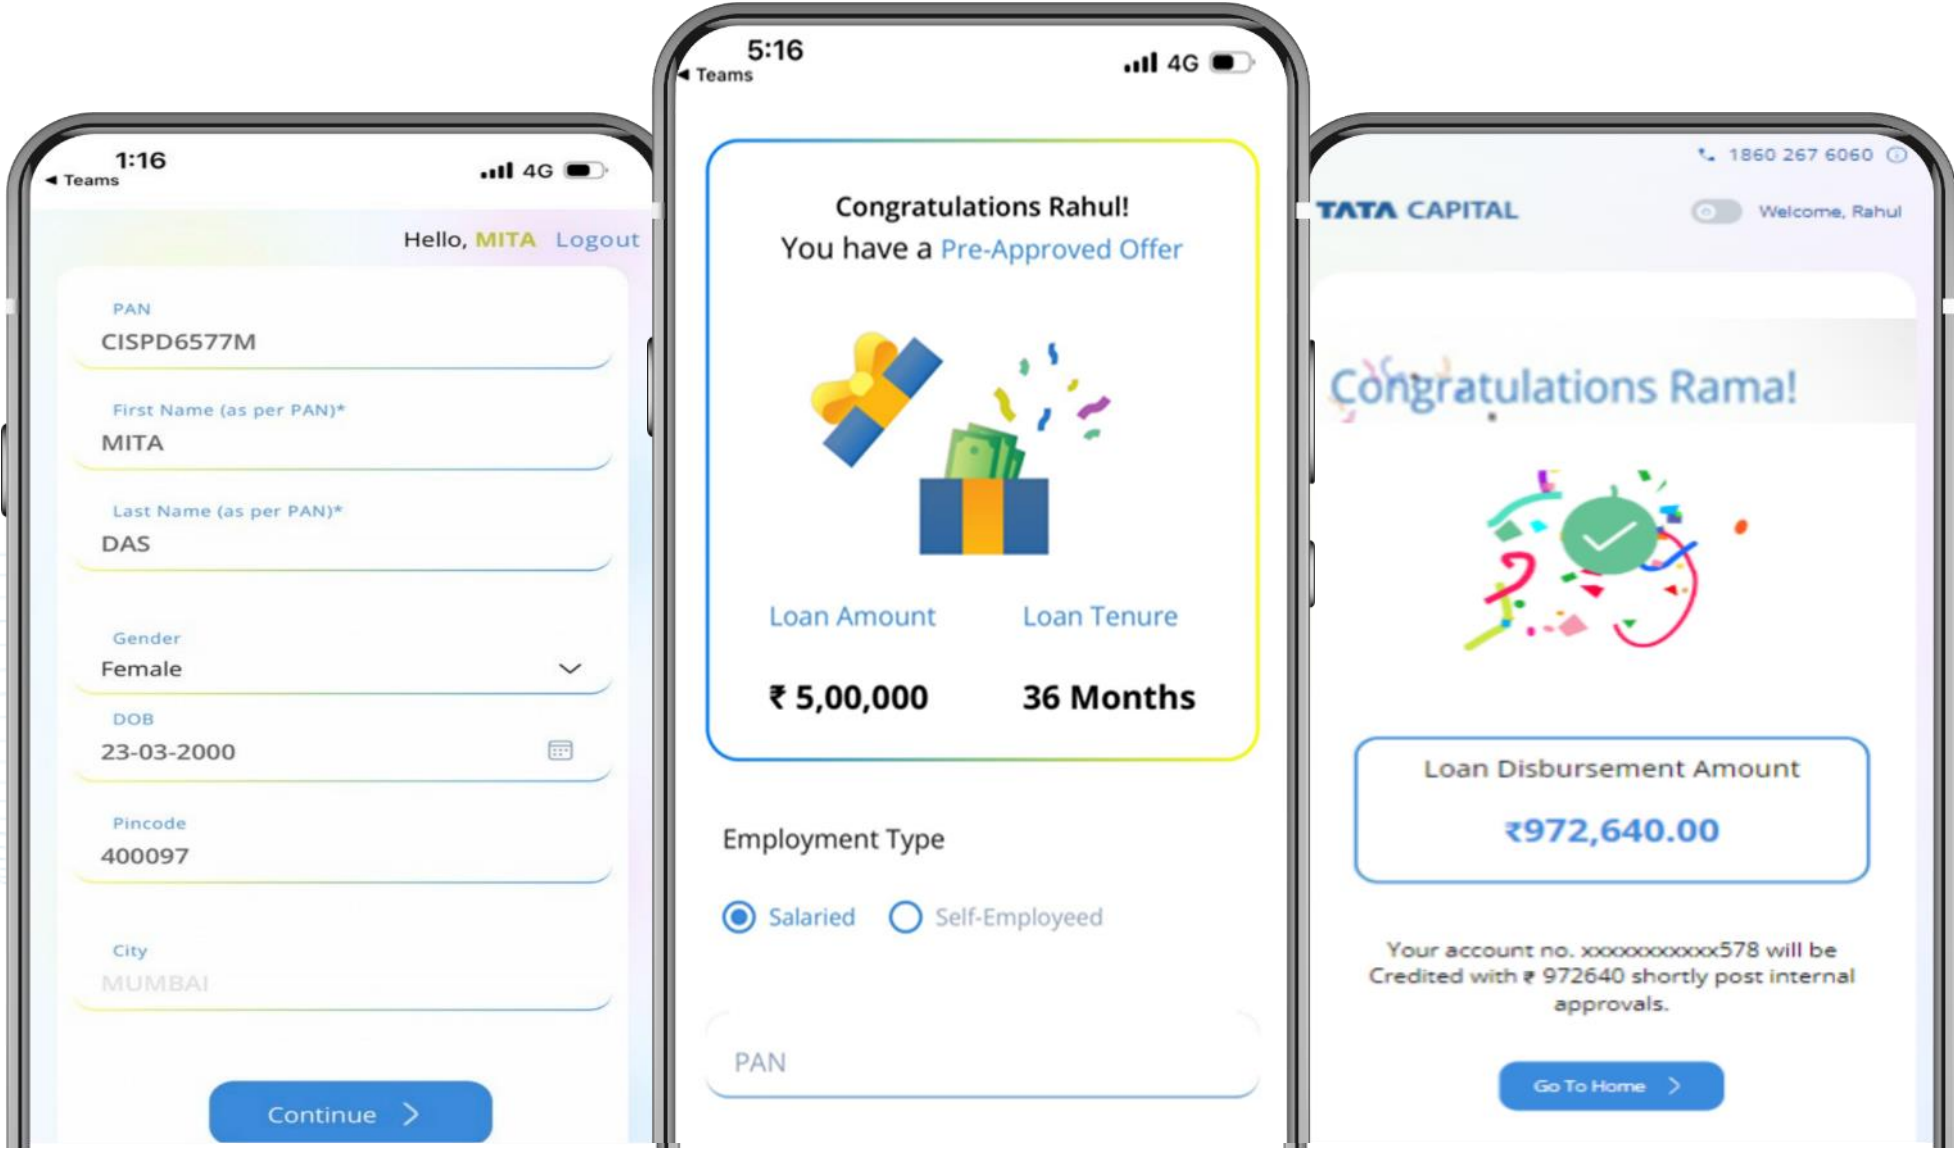 1:16
◄ Teams
4G
Hello, MITA Logout
PAN
CISPD6577M
First Name (as per PAN)*
MITA
Last Name (as per PAN)*
DAS
Gender
Female
DOB
23-03-2000
Pincode
400097
City
MUMBAI
Continue
5:16
◄ Teams
4G
Congratulations Rahul!
You have a Pre-Approved Offer
Loan Amount Loan Tenure
₹ 5,00,000 36 Months
Employment Type
Salaried Self-Employeed
PAN
1860 267 6060
TATA CAPITAL Welcome, Rahul
Congratulations Rama!
Loan Disbursement Amount
₹972,640.00
Your account no. xxxxxxxxxxx578 will be
Credited with ₹ 972640 shortly post internal
approvals.
Go To Home